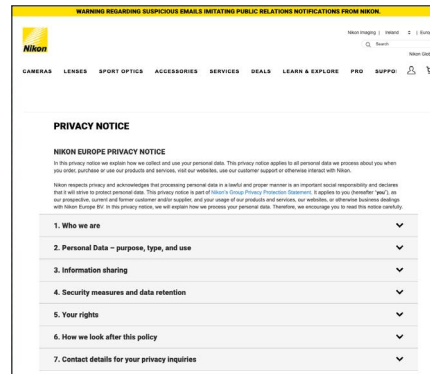 WARNING REGARDING SUSPICIOUS EMAILS IMITATING PUBLIC RELATIONS NOTIFICATIONS FROM NIKON.
Nikon Imaging | Ireland | Euro
Nikon
Search
Nikon Glob
CAMERAS LENSES SPORT OPTICS ACCESSORIES SERVICES DEALS LEARN & EXPLORE PRO SUPPO
PRIVACY NOTICE
NIKON EUROPE PRIVACY NOTICE
In this privacy notice we explain how we collect and use your personal data. This privacy notice applies to all personal data we process about you when
you order, purchase or use our products and services, visit our websites, use our customer support or otherwise interact with Nikon.
Nikon respects privacy and acknowledges that processing personal data in a lawful and proper manner is an important social responsibility and declares
that it will strive to protect personal data. This privacy notice is part of Nikon's Group Privacy Protection Statement. It applies to you (hereafter "you"), as
our prospective, current and former customer and/or supplier, and your usage of our products and services, our websites, or otherwise business dealings
with Nikon Europe BV. In this privacy notice, we will explain how we process your personal data. Therefore, we encourage you to read this notice carefully.
1. Who we are
2. Personal Data – purpose, type, and use
3. Information sharing
4. Security measures and data retention
5. Your rights
6. How we look after this policy
7. Contact details for your privacy inquiries